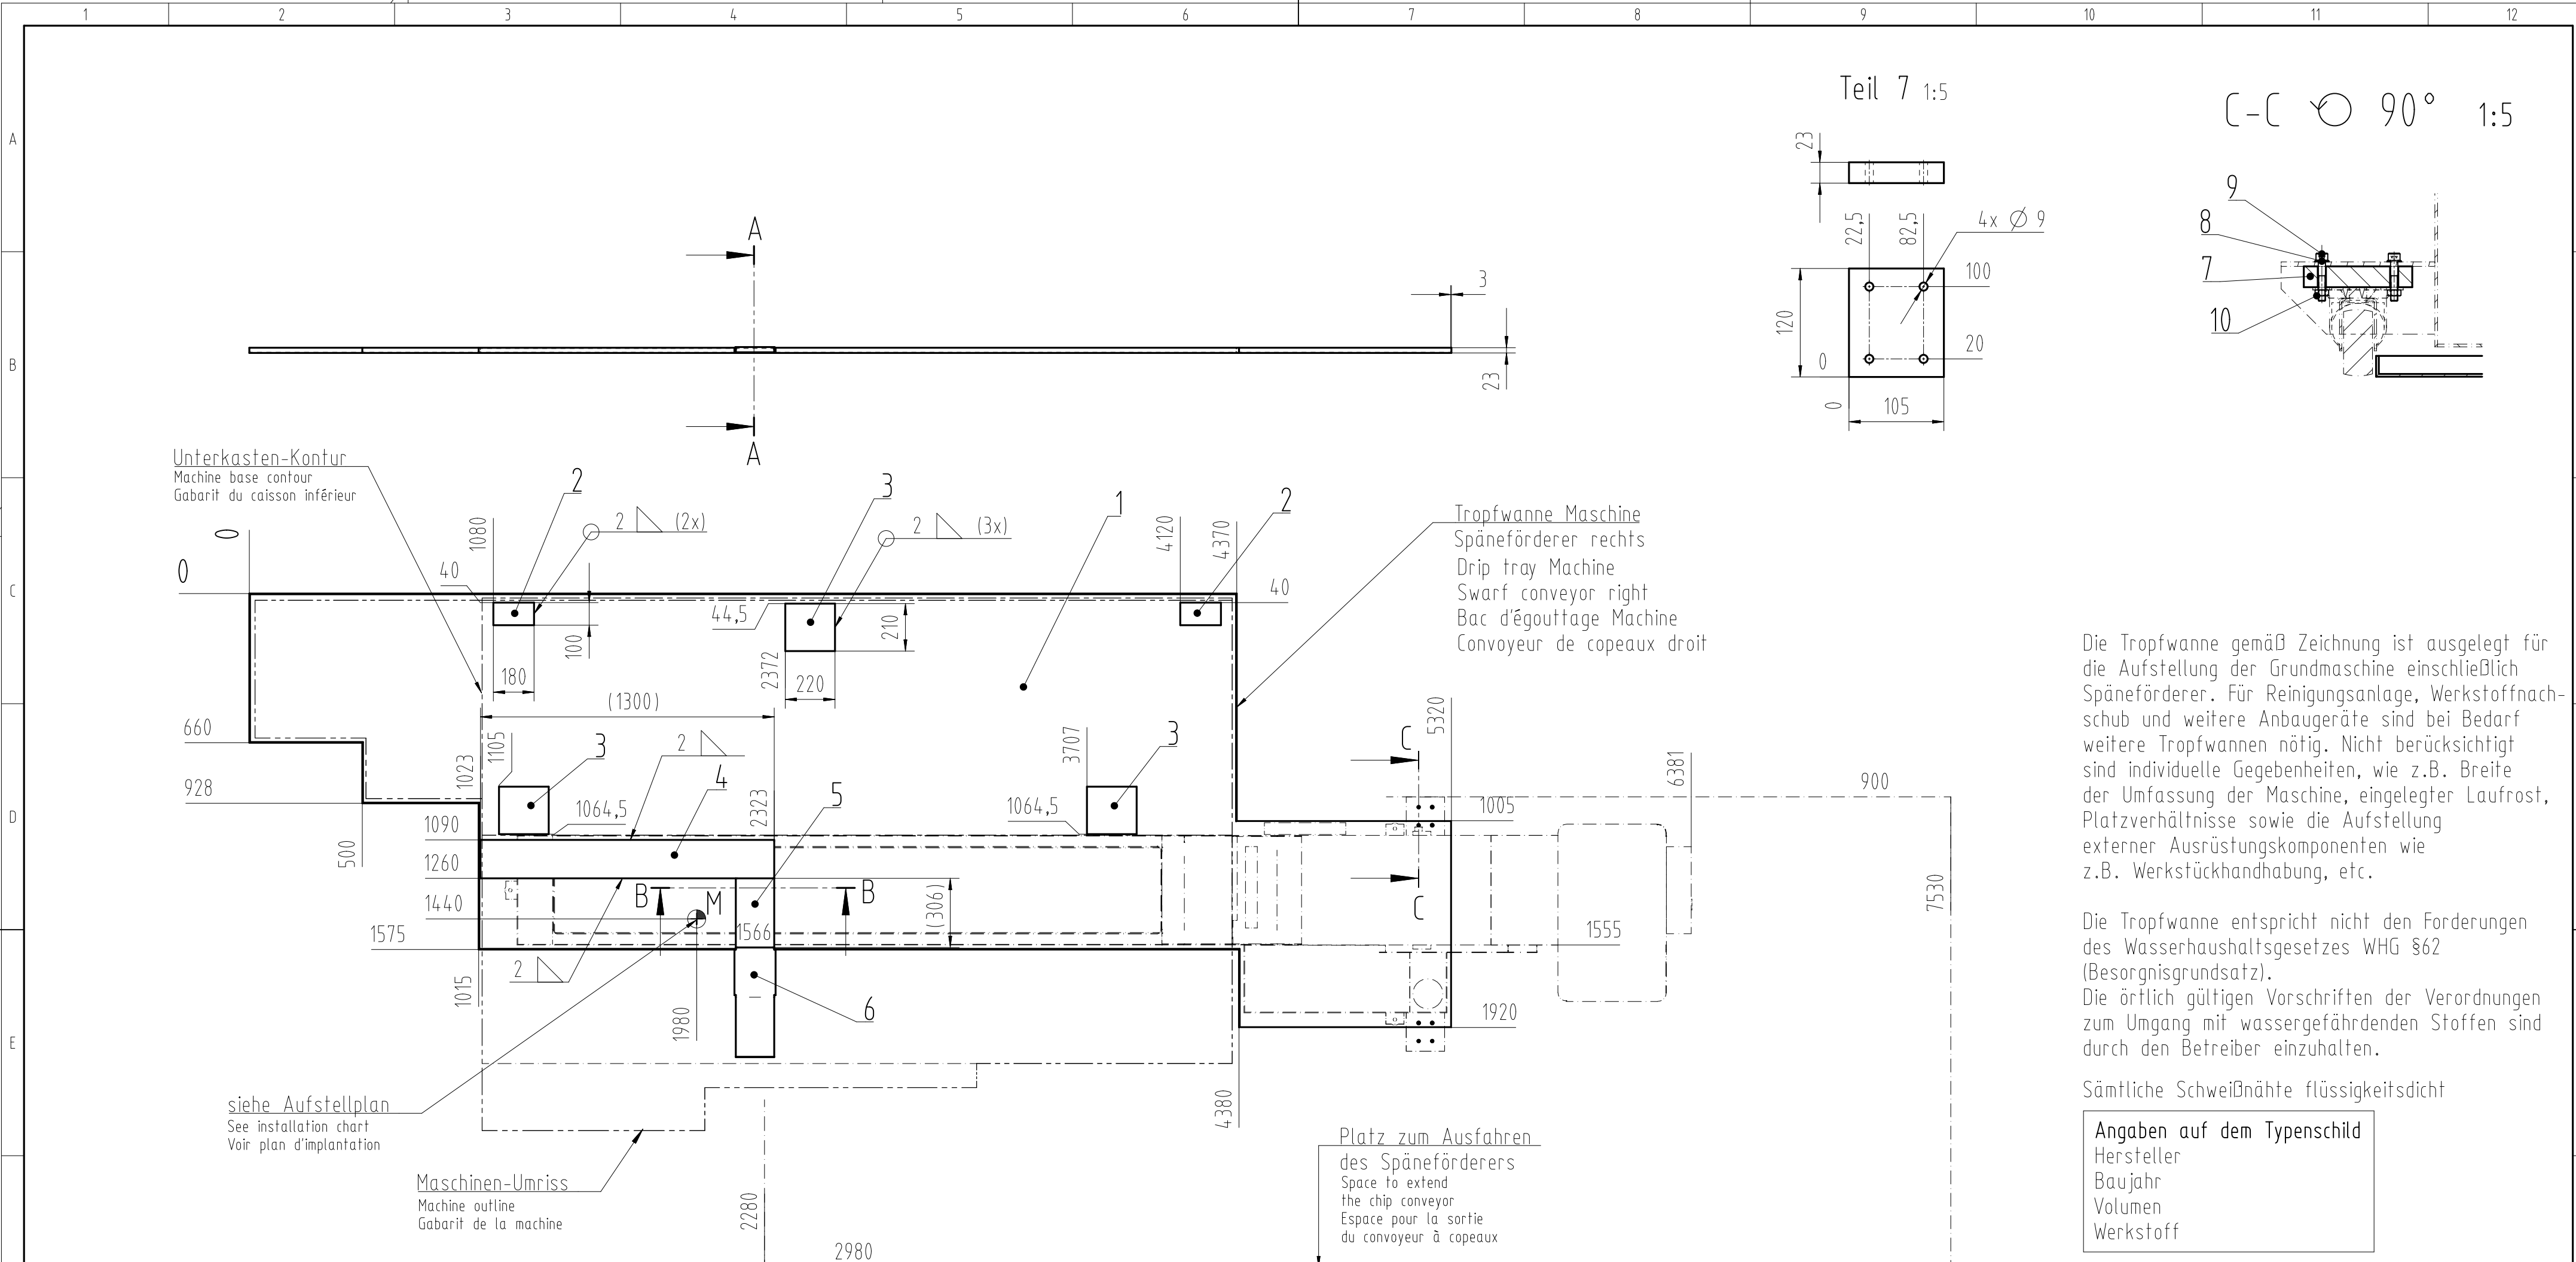 1 2 3 4 5 6 7 8 9 10 11 12
A
B
C
D
E
Teil 7 1:5
23
22,5 82,5
4x Ø 9
100
120
20
0
0
105
C-C 90° 1:5
9
8
7
10
A
A
3
23
Unterkasten-Kontur
Machine base contour
Gabarit du caisson inférieur
0
0
1080
2
2 (2x)
3
2 (3x)
1
4120
4370
2
40
40
100
180
44,5
210
2372
220
Tropfwanne Maschine
Späneförderer rechts
Drip tray Machine
Swarf conveyor right
Bac d'égouttage Machine
Convoyeur de copeaux droit
(1300)
660
928
500
1023
1105
3
2
4
1064,5
2323
5
1064,5
3707
3
5320
C
C
6381
900
1005
7530
1090
1260
1440
1575
1015
B
B
M
1566
(306)
1555
2
1980
6
1920
4380
siehe Aufstellplan
See installation chart
Voir plan d'implantation
Maschinen-Umriss
Machine outline
Gabarit de la machine
2280
2980
Platz zum Ausfahren
des Späneförderers
Space to extend
the chip conveyor
Espace pour la sortie
du convoyeur à copeaux
Die Tropfwanne gemäß Zeichnung ist ausgelegt für
die Aufstellung der Grundmaschine einschließlich
Späneförderer. Für Reinigungsanlage, Werkstoffnach-
schub und weitere Anbaugeräte sind bei Bedarf
weitere Tropfwannen nötig. Nicht berücksichtigt
sind individuelle Gegebenheiten, wie z.B. Breite
der Umfassung der Maschine, eingelegter Laufrost,
Platzverhältnisse sowie die Aufstellung
externer Ausrüstungskomponenten wie
z.B. Werkstückhandhabung, etc.
Die Tropfwanne entspricht nicht den Forderungen
des Wasserhaushaltsgesetzes WHG §62
(Besorgnisgrundsatz).
Die örtlich gültigen Vorschriften der Verordnungen
zum Umgang mit wassergefährdenden Stoffen sind
durch den Betreiber einzuhalten.
Sämtliche Schweißnähte flüssigkeitsdicht
Angaben auf dem Typenschild
Hersteller
Baujahr
Volumen
Werkstoff